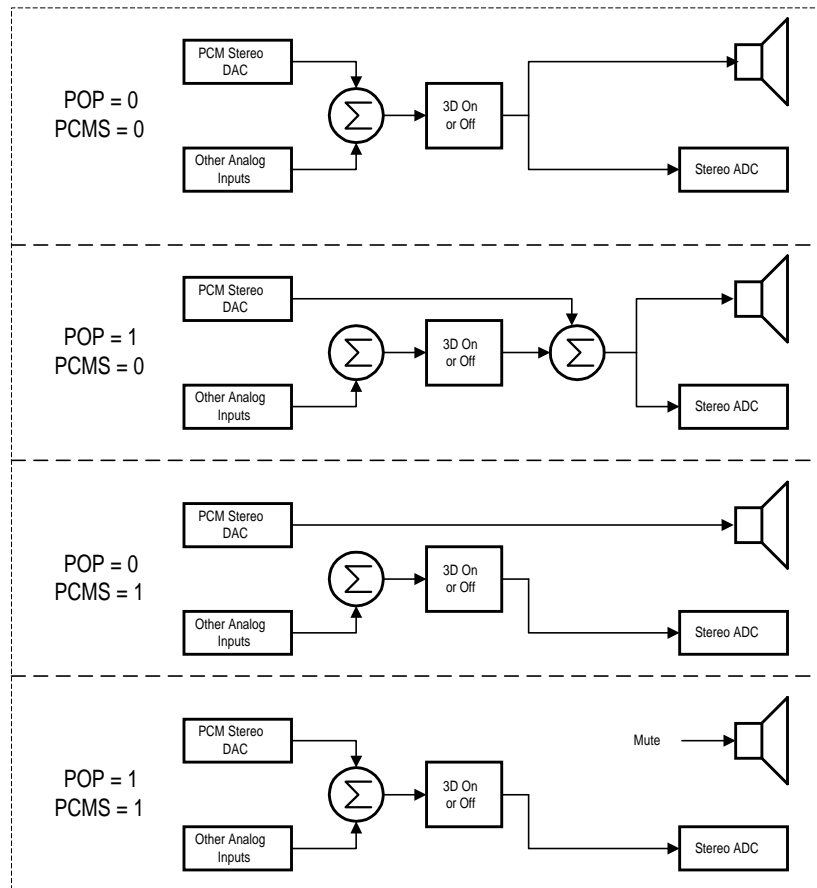 PCM Stereo
DAC
POP = 0
PCMS = 0
Σ
3D On
or Off
Other Analog
Inputs
Stereo ADC
PCM Stereo
DAC
POP = 1
PCMS = 0
Σ
3D On
or Off
Σ
Other Analog
Inputs
Stereo ADC
PCM Stereo
DAC
POP = 0
PCMS = 1
Σ
3D On
or Off
Other Analog
Inputs
Stereo ADC
PCM Stereo
DAC
Mute
POP = 1
PCMS = 1
Σ
3D On
or Off
Other Analog
Inputs
Stereo ADC